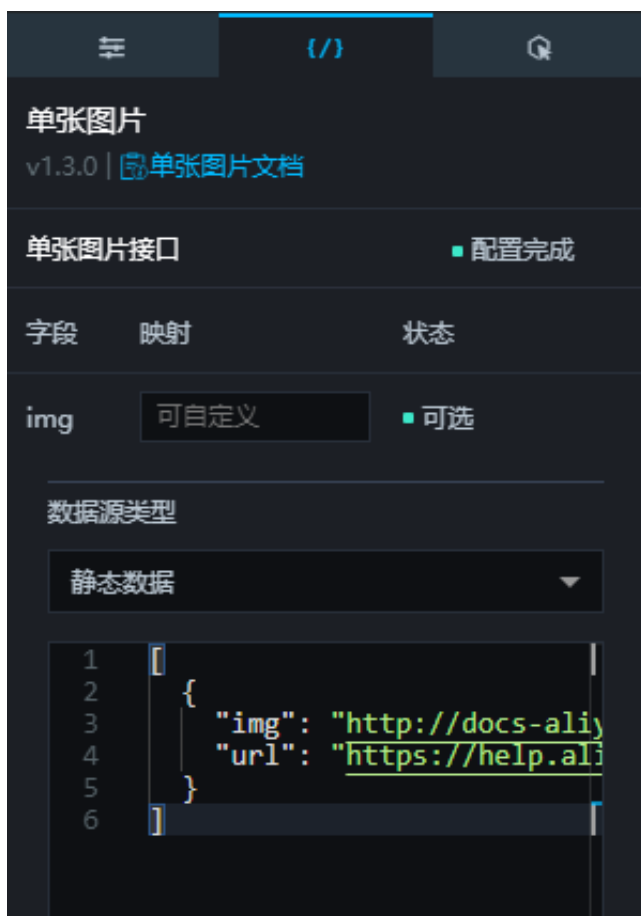 {/}
单张图片
v1.3.0 | 单张图片文档
单张图片接口 配置完成
字段 映射 状态
img 可自定义 可选
数据源类型
静态数据
1 [
2 {
3 "img": "http://docs-aliy
4 "url": "https://help.ali
5 }
6 ]